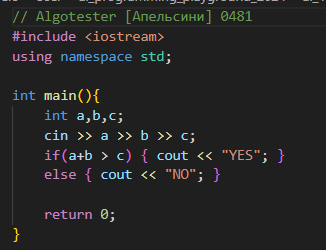 // Algotester [Апельсини] 0481
#include <iostream>
using namespace std;
int main(){
int a,b,c;
cin >> a >> b >> c;
if(a+b > c) { cout << "YES"; }
else { cout << "NO"; }
return 0;
}